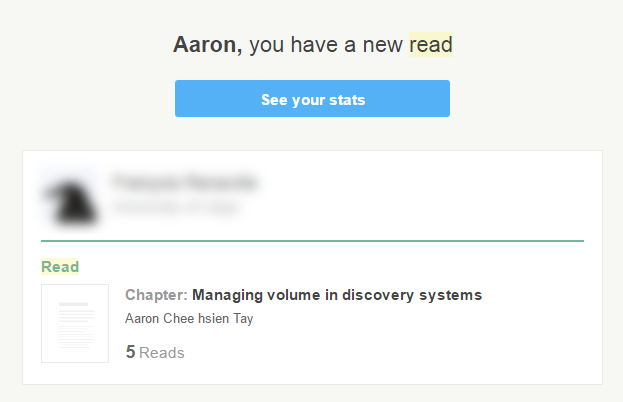 Aaron, you have a new read
See your stats
Read
Chapter: Managing volume in discovery systems
Aaron Chee hsien Tay
5 Reads